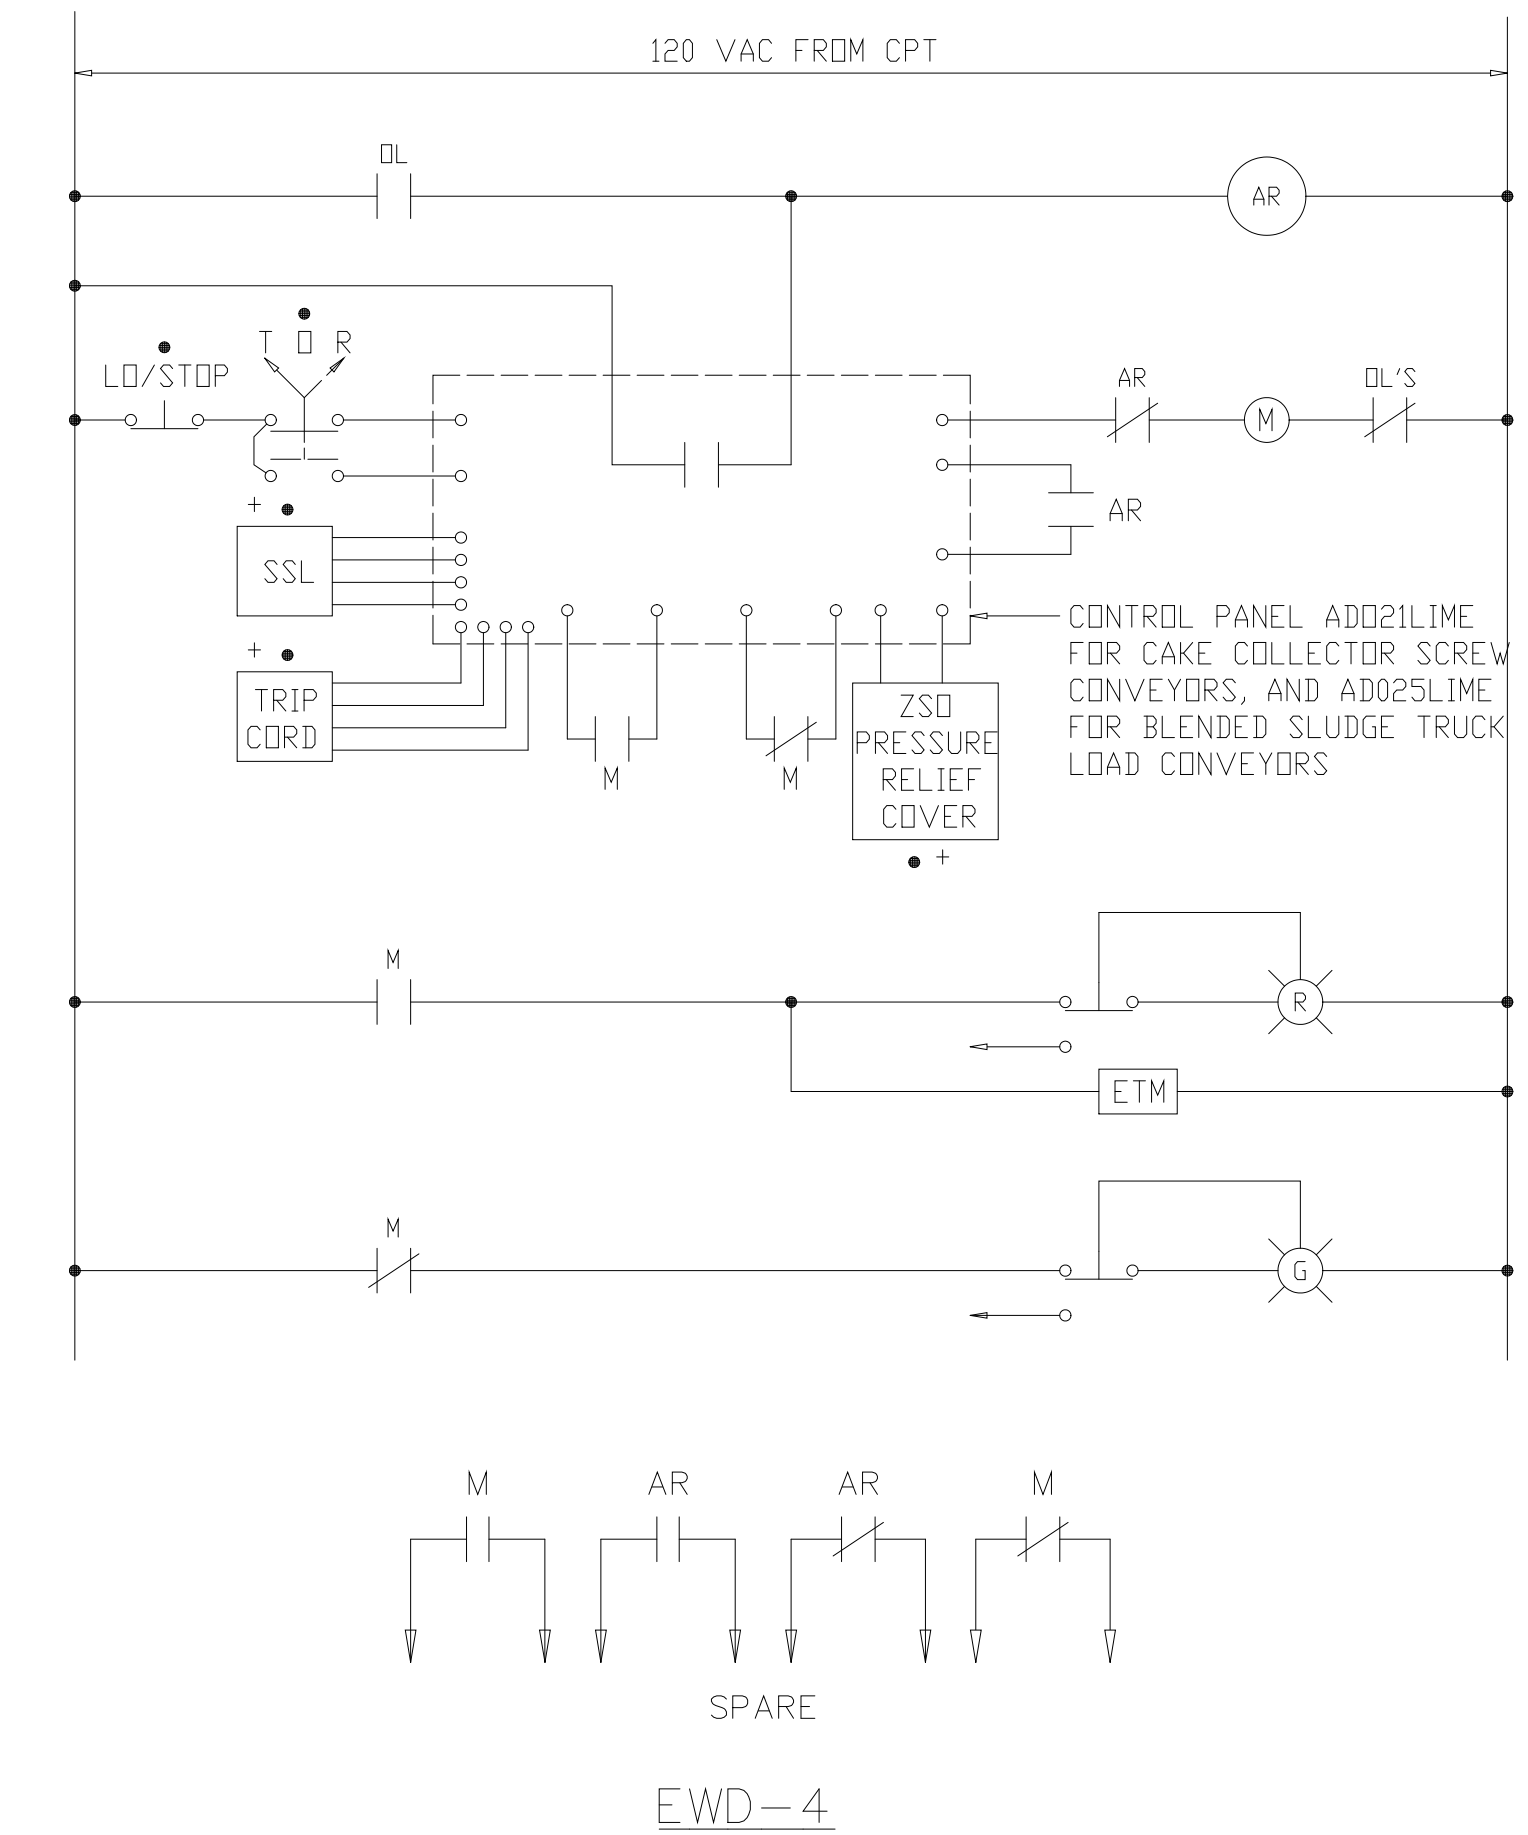 120 VAC FROM CPT
OL
AR
T O R
LO/STOP
AR
M
OL'S
+
SSL
AR
+
TRIP
CORD
M
M
ZSO
PRESSURE
RELIEF
COVER
+
CONTROL PANEL AD021LIME
FOR CAKE COLLECTOR SCREW
CONVEYORS, AND AD025LIME
FOR BLENDED SLUDGE TRUCK
LOAD CONVEYORS
M
R
ETM
M
G
M
AR
AR
M
SPARE
EWD-4